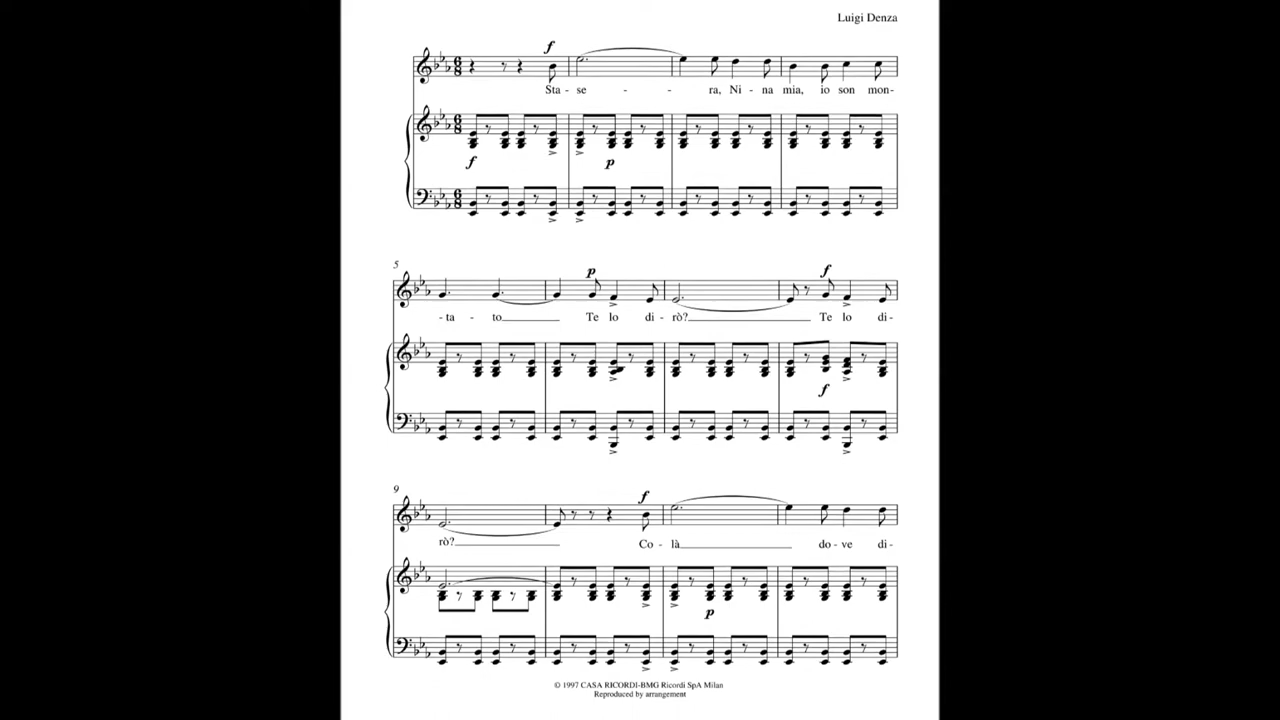 Luigi Denza
f
Sta - se - - - ra, Ni - na mia, io son mon-
f p
5
p f
- ta - to Te lo di - rò? Te lo di-
f
9
f
rò? Co - là do - ve di-
p
© 1997 CASA RICORDI-BMG Ricordi SpA Milan
Reproduced by arrangement